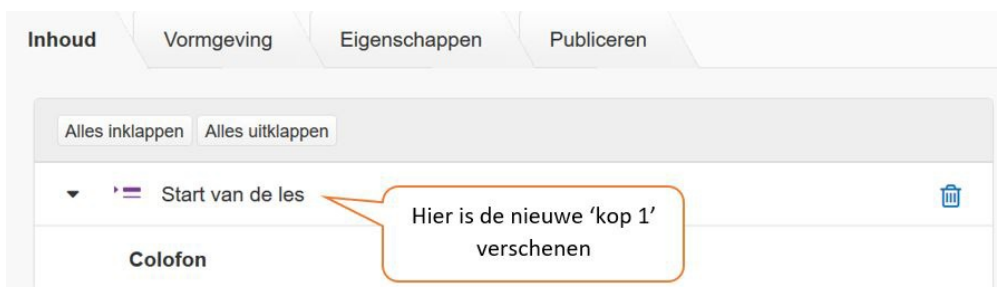 Inhoud Vormgeving Eigenschappen Publiceren
Alles inklappen Alles uitklappen
Start van de les
Hier is de nieuwe ‘kop 1’
verschenen
Colofon